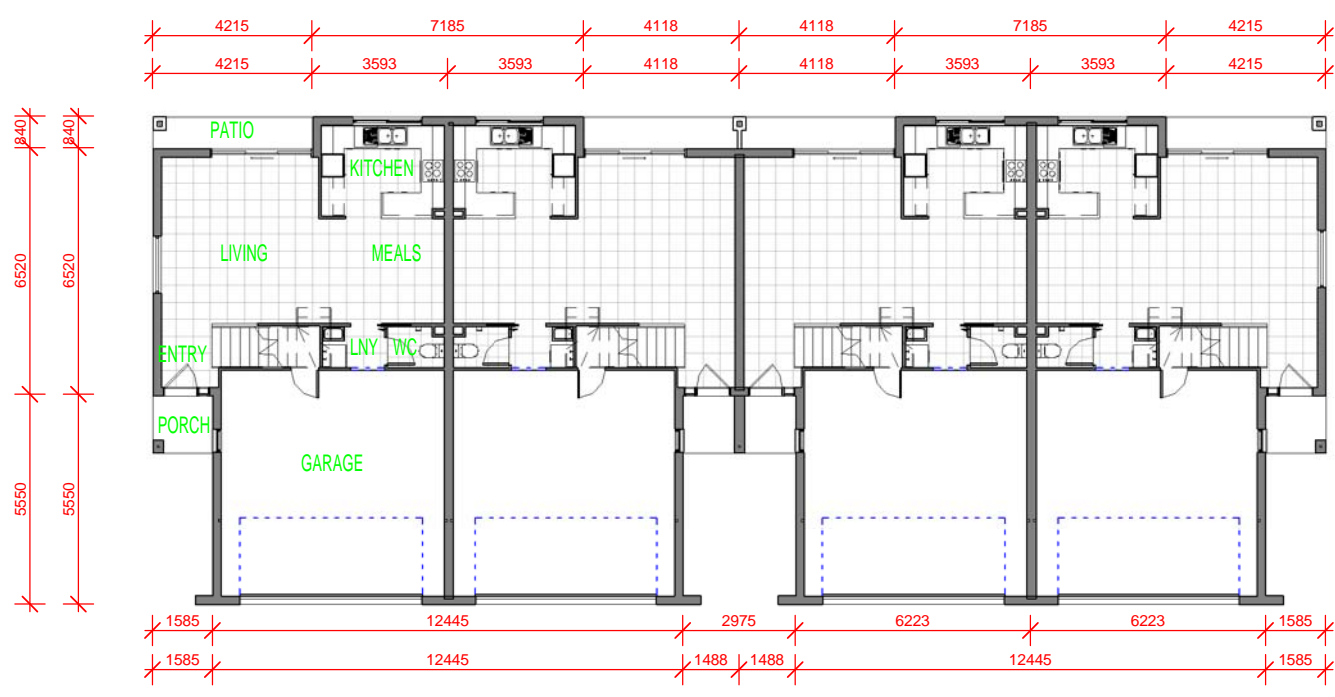 4215 7185 4118 4118 7185 4215
4215 3593 3593 4118 4118 3593 3593 4215
840 840
PATIO
KITCHEN
LIVING MEALS
6520 6520
ENTRY LNY WC
PORCH
GARAGE
5550 5550
1585 12445 2975 6223 6223 1585
1585 12445 1488 1488 12445 1585